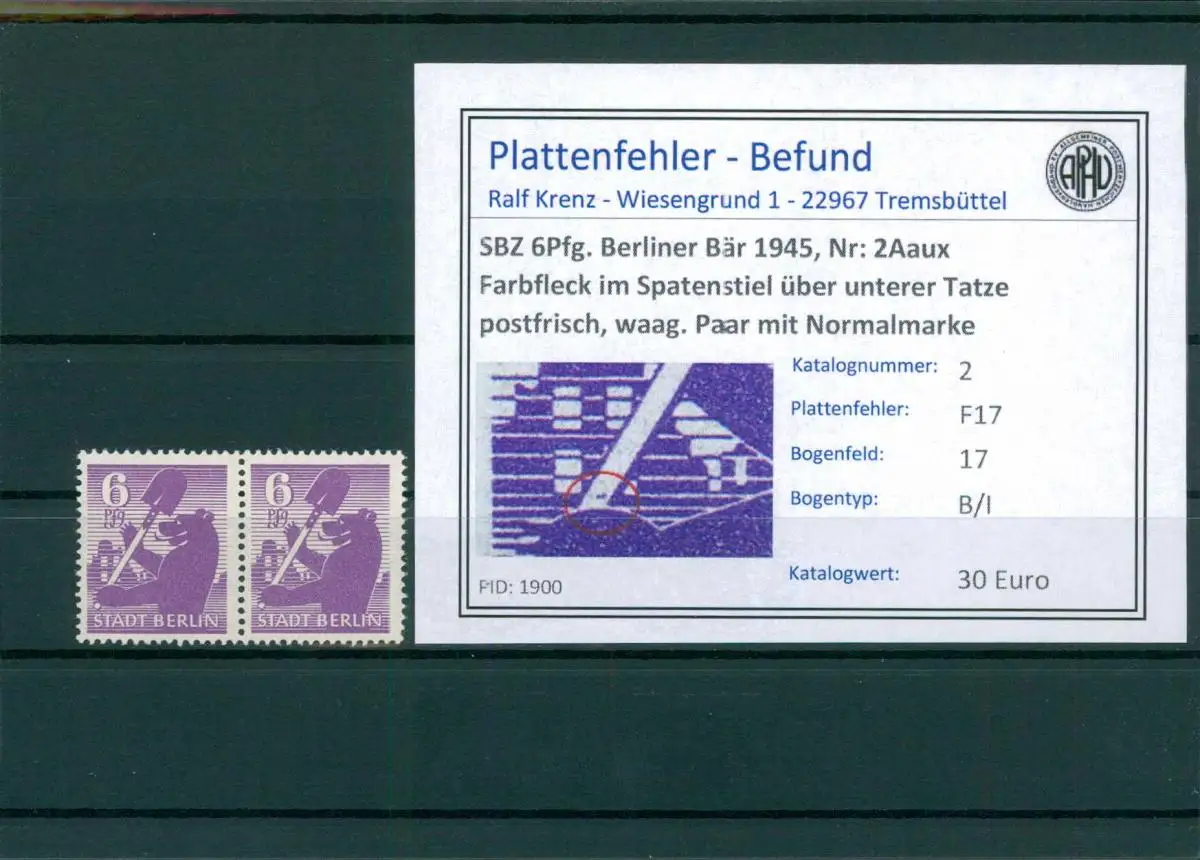 Plattenfehler - Befund
Ralf Krenz - Wiesengrund 1 - 22967 Tremsbüttel
APHV
SBZ 6Pfg. Berliner Bär 1945, Nr: 2Aaux
Farbfleck im Spatenstiel über unterer Tatze
postfrisch, waag. Paar mit Normalmarke
Katalognummer: 2
Plattenfehler: F17
Bogenfeld: 17
Bogentyp: B/I
Katalogwert: 30 Euro
PID: 1900
6 6
Pfg Pfg
STADT BERLIN STADT BERLIN